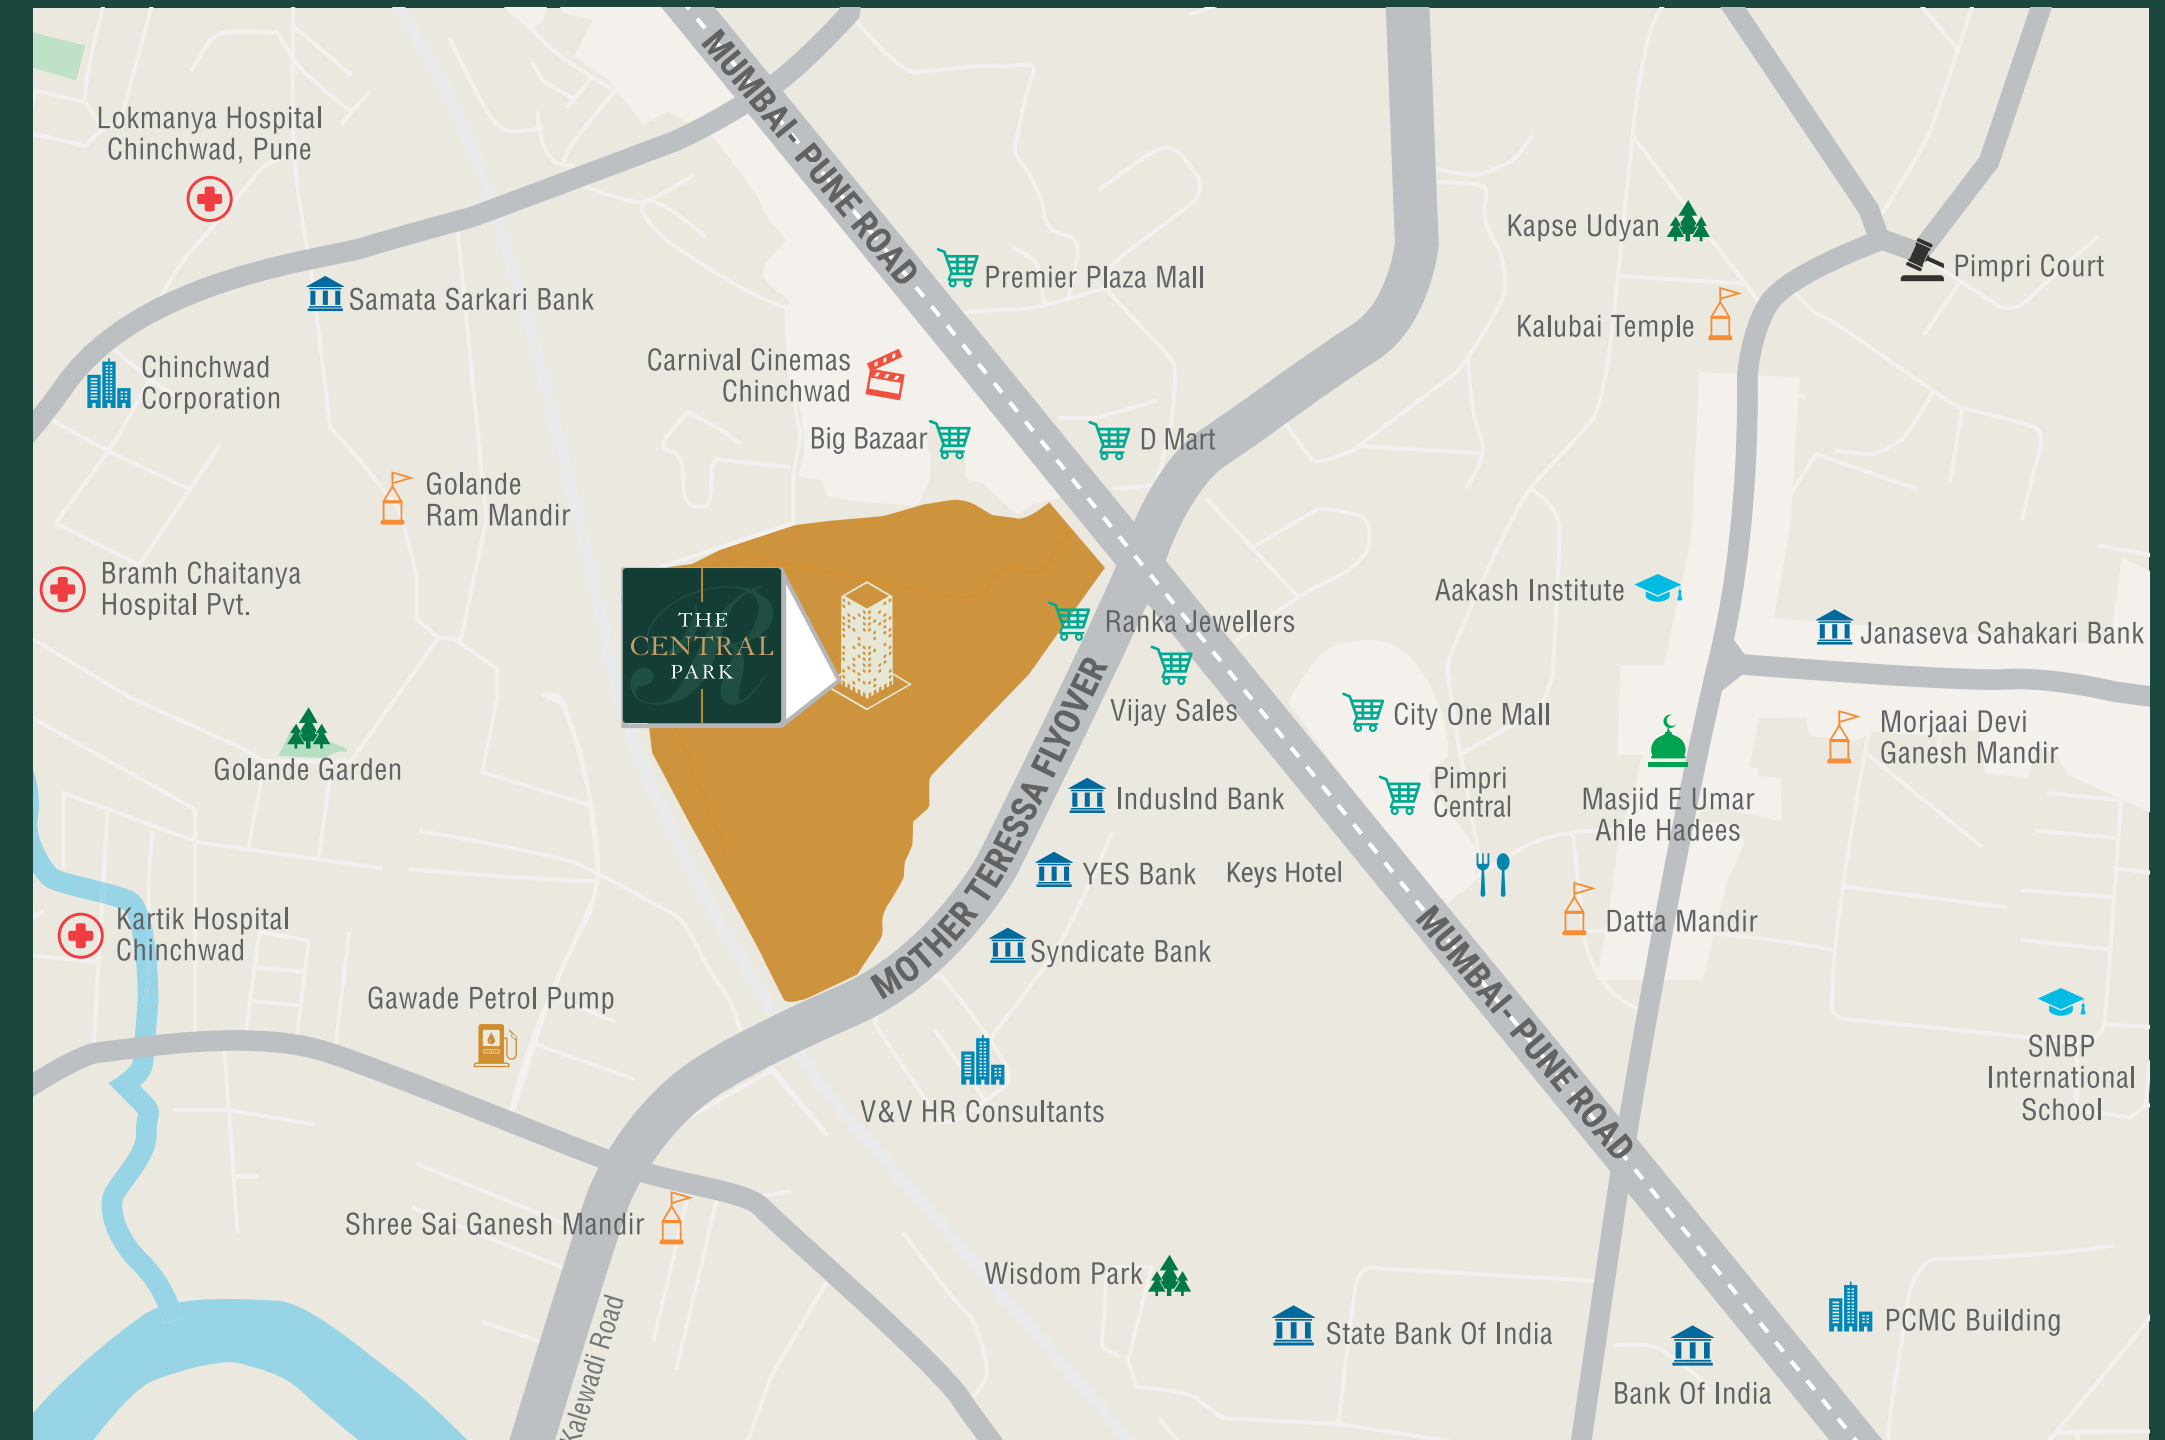 MUMBAI- PUNE ROAD
Lokmanya Hospital
Chinchwad, Pune
Kapse Udyan
Pimpri Court
Premier Plaza Mall
Samata Sarkari Bank
Kalubai Temple
Carnival Cinemas
Chinchwad
Chinchwad
Corporation
Big Bazaar
D Mart
Golande
Ram Mandir
Bramh Chaitanya
Hospital Pvt.
Aakash Institute
THE
CENTRAL
PARK
Ranka Jewellers
Janaseva Sahakari Bank
Vijay Sales
City One Mall
Morjaai Devi
Ganesh Mandir
Golande Garden
MOTHER TERESSA FLYOVER
IndusInd Bank
Pimpri
Central
Masjid E Umar
Ahle Hadees
YES Bank
Keys Hotel
Kartik Hospital
Chinchwad
Datta Mandir
Syndicate Bank
MUMBAI- PUNE ROAD
Gawade Petrol Pump
SNBP
International
School
V&V HR Consultants
Shree Sai Ganesh Mandir
Wisdom Park
State Bank Of India
PCMC Building
Kalewadi Road
Bank Of India